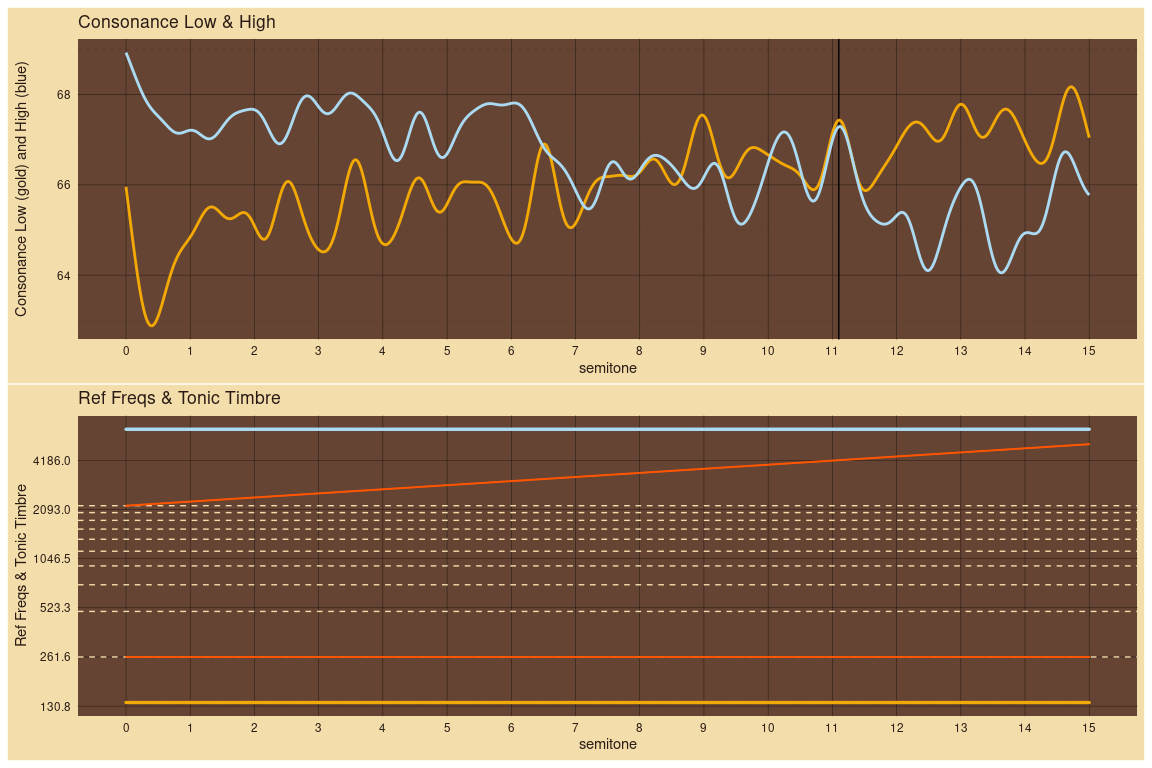 Consonance Low & High
Consonance Low (gold) and High (blue)
68
66
64
0 1 2 3 4 5 6 7 8 9 10 11 12 13 14 15
semitone
Ref Freqs & Tonic Timbre
Ref Freqs & Tonic Timbre
4186.0
2093.0
1046.5
523.3
261.6
130.8
0 1 2 3 4 5 6 7 8 9 10 11 12 13 14 15
semitone